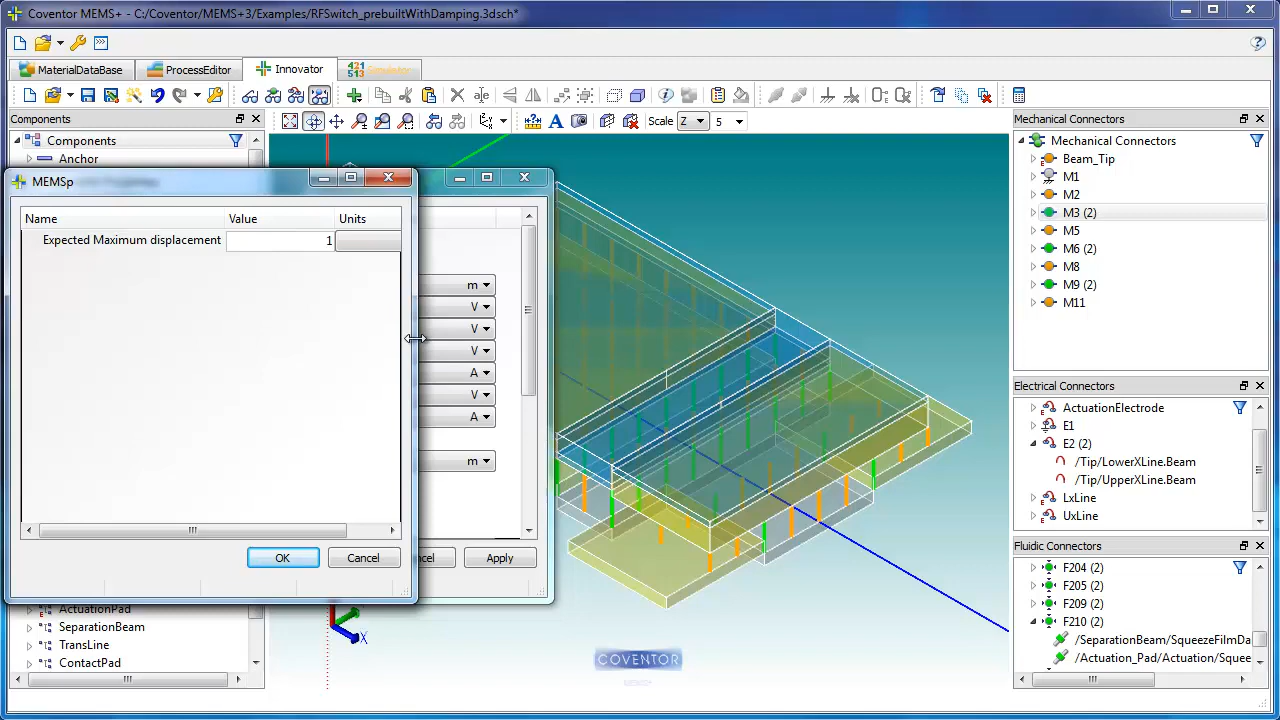 Coventor MEMS+ - C:/Coventor/MEMS+3/Examples/RFSwitch_prebuiltWithDamping.3dsch*
MaterialDataBase
ProcessEditor
Innovator
Simulator
Scale
Z
5
Components
Components
Anchor
MEMSp
Name
Value
Units
Expected Maximum displacement
1
m
V
V
V
A
V
A
m
OK
Cancel
cel
Apply
ActuationPad
SeparationBeam
TransLine
ContactPad
X
COVENTOR
Mechanical Connectors
Mechanical Connectors
Beam_Tip
M1
M2
M3 (2)
M5
M6 (2)
M8
M9 (2)
M11
Electrical Connectors
ActuationElectrode
E1
E2 (2)
/Tip/LowerXLine.Beam
/Tip/UpperXLine.Beam
LxLine
UxLine
Fluidic Connectors
F204 (2)
F205 (2)
F209 (2)
F210 (2)
/SeparationBeam/SqueezeFilmDa
/Actuation_Pad/Actuation/Squee